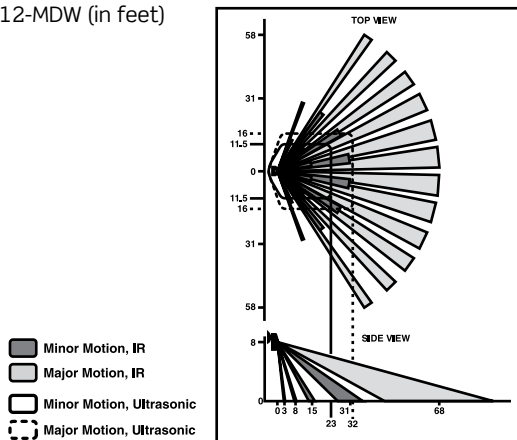 12-MDW (in feet)
TOP VIEW
58
31
16
11.5
0
11.5
16
31
58
SIDE VIEW
8
0
0 3 8 15 31 68
23 32
Minor Motion, IR
Major Motion, IR
Minor Motion, Ultrasonic
Major Motion, Ultrasonic